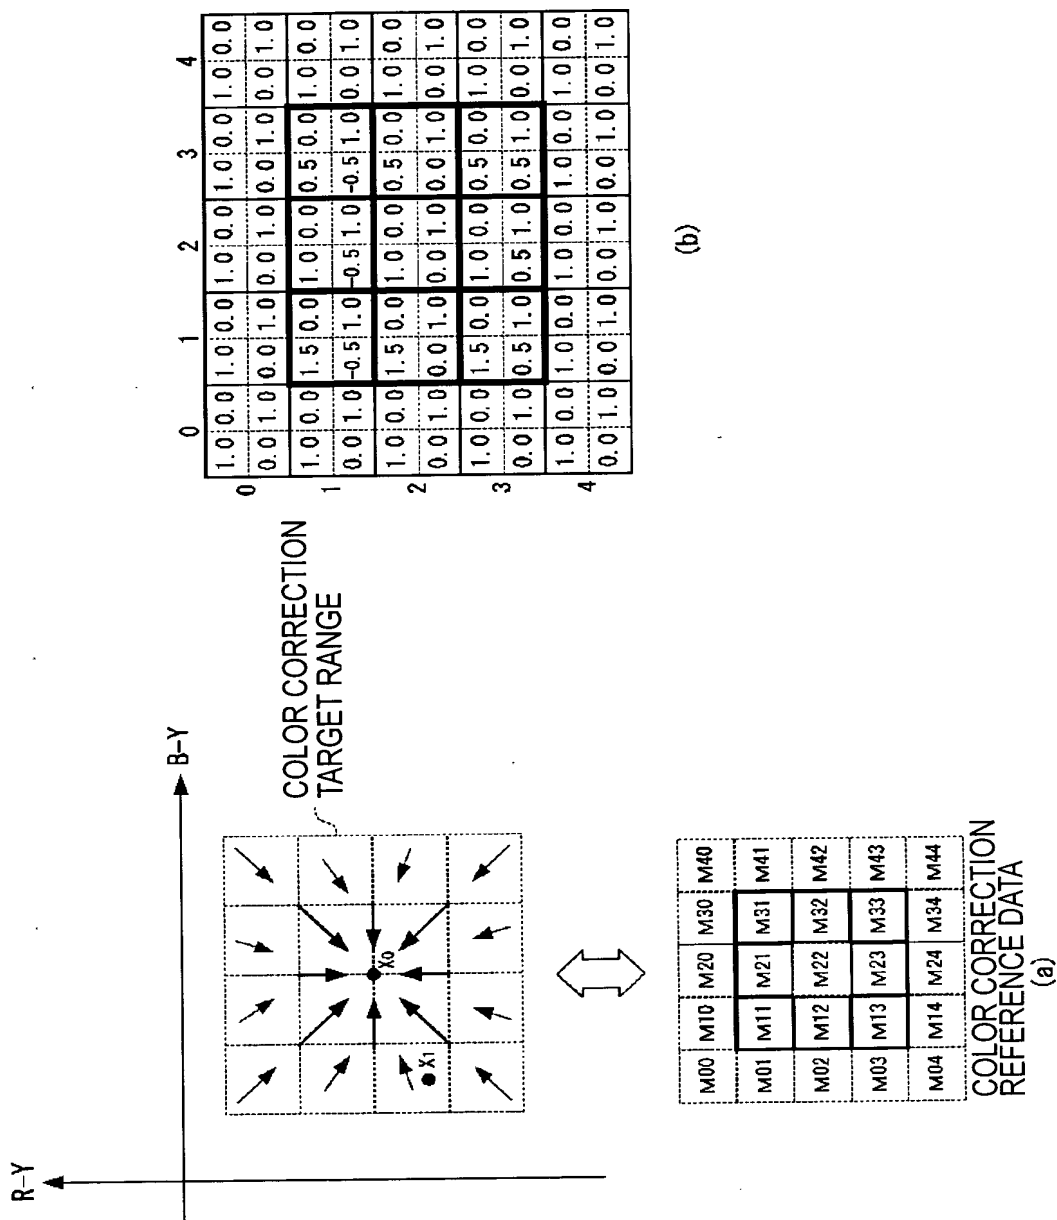 R-Y
B-Y
COLOR CORRECTION
TARGET RANGE
X0
X1
M00 M10 M20 M30 M40
M01 M11 M21 M31 M41
M02 M12 M22 M32 M42
M03 M13 M23 M33 M43
M04 M14 M24 M34 M44
COLOR CORRECTION
REFERENCE DATA
(a)
0 1 2 3 4
0
1.0 0.0 1.0 0.0 1.0 0.0 1.0 0.0 1.0 0.0
0.0 1.0 0.0 1.0 0.0 1.0 0.0 1.0 0.0 1.0
1
1.0 0.0 1.5 0.0 1.0 0.0 0.5 0.0 1.0 0.0
0.0 1.0 -0.5 1.0 -0.5 1.0 -0.5 1.0 0.0 1.0
2
1.0 0.0 1.5 0.0 1.0 0.0 0.5 0.0 1.0 0.0
0.0 1.0 0.0 1.0 0.0 1.0 0.0 1.0 0.0 1.0
3
1.0 0.0 1.5 0.0 1.0 0.0 0.5 0.0 1.0 0.0
0.0 1.0 0.5 1.0 0.5 1.0 0.5 1.0 0.0 1.0
4
1.0 0.0 1.0 0.0 1.0 0.0 1.0 0.0 1.0 0.0
0.0 1.0 0.0 1.0 0.0 1.0 0.0 1.0 0.0 1.0
(b)